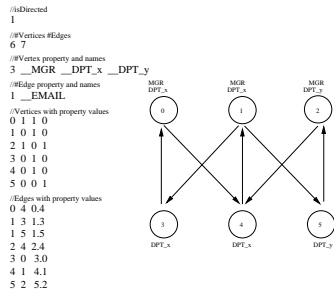 //isDirected
1
//#Vertices #Edges
6 7
//#Vertex property and names
3 __MGR __DPT_x __DPT_y
//#Edge property and names
1 __EMAIL
//Vertices with property values
0 1 1 0
1 0 1 0
2 1 0 1
3 0 1 0
4 0 1 0
5 0 0 1
//Edges with property values
0 4 0.4
1 3 1.3
1 5 1.5
2 4 2.4
3 0 3.0
4 1 4.1
5 2 5.2
MGR
DPT_x
MGR
DPT_x
MGR
DPT_y
0
1
2
3
4
5
DPT_x
DPT_x
DPT_y